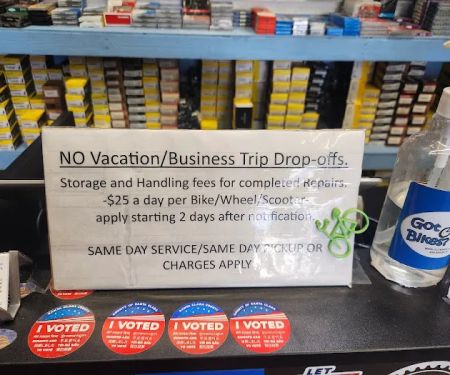 NO Vacation/Business Trip Drop-offs.
Storage and Handling fees for completed Repairs.
-$25 a day per Bike/Wheel/Scooter
apply starting 2 days after notification.
SAME DAY SERVICE/SAME DAY PICKUP OR
CHARGES APPLY
Got
Bikes?
I VOTED
I VOTED
I VOTED
I VOTED
LET